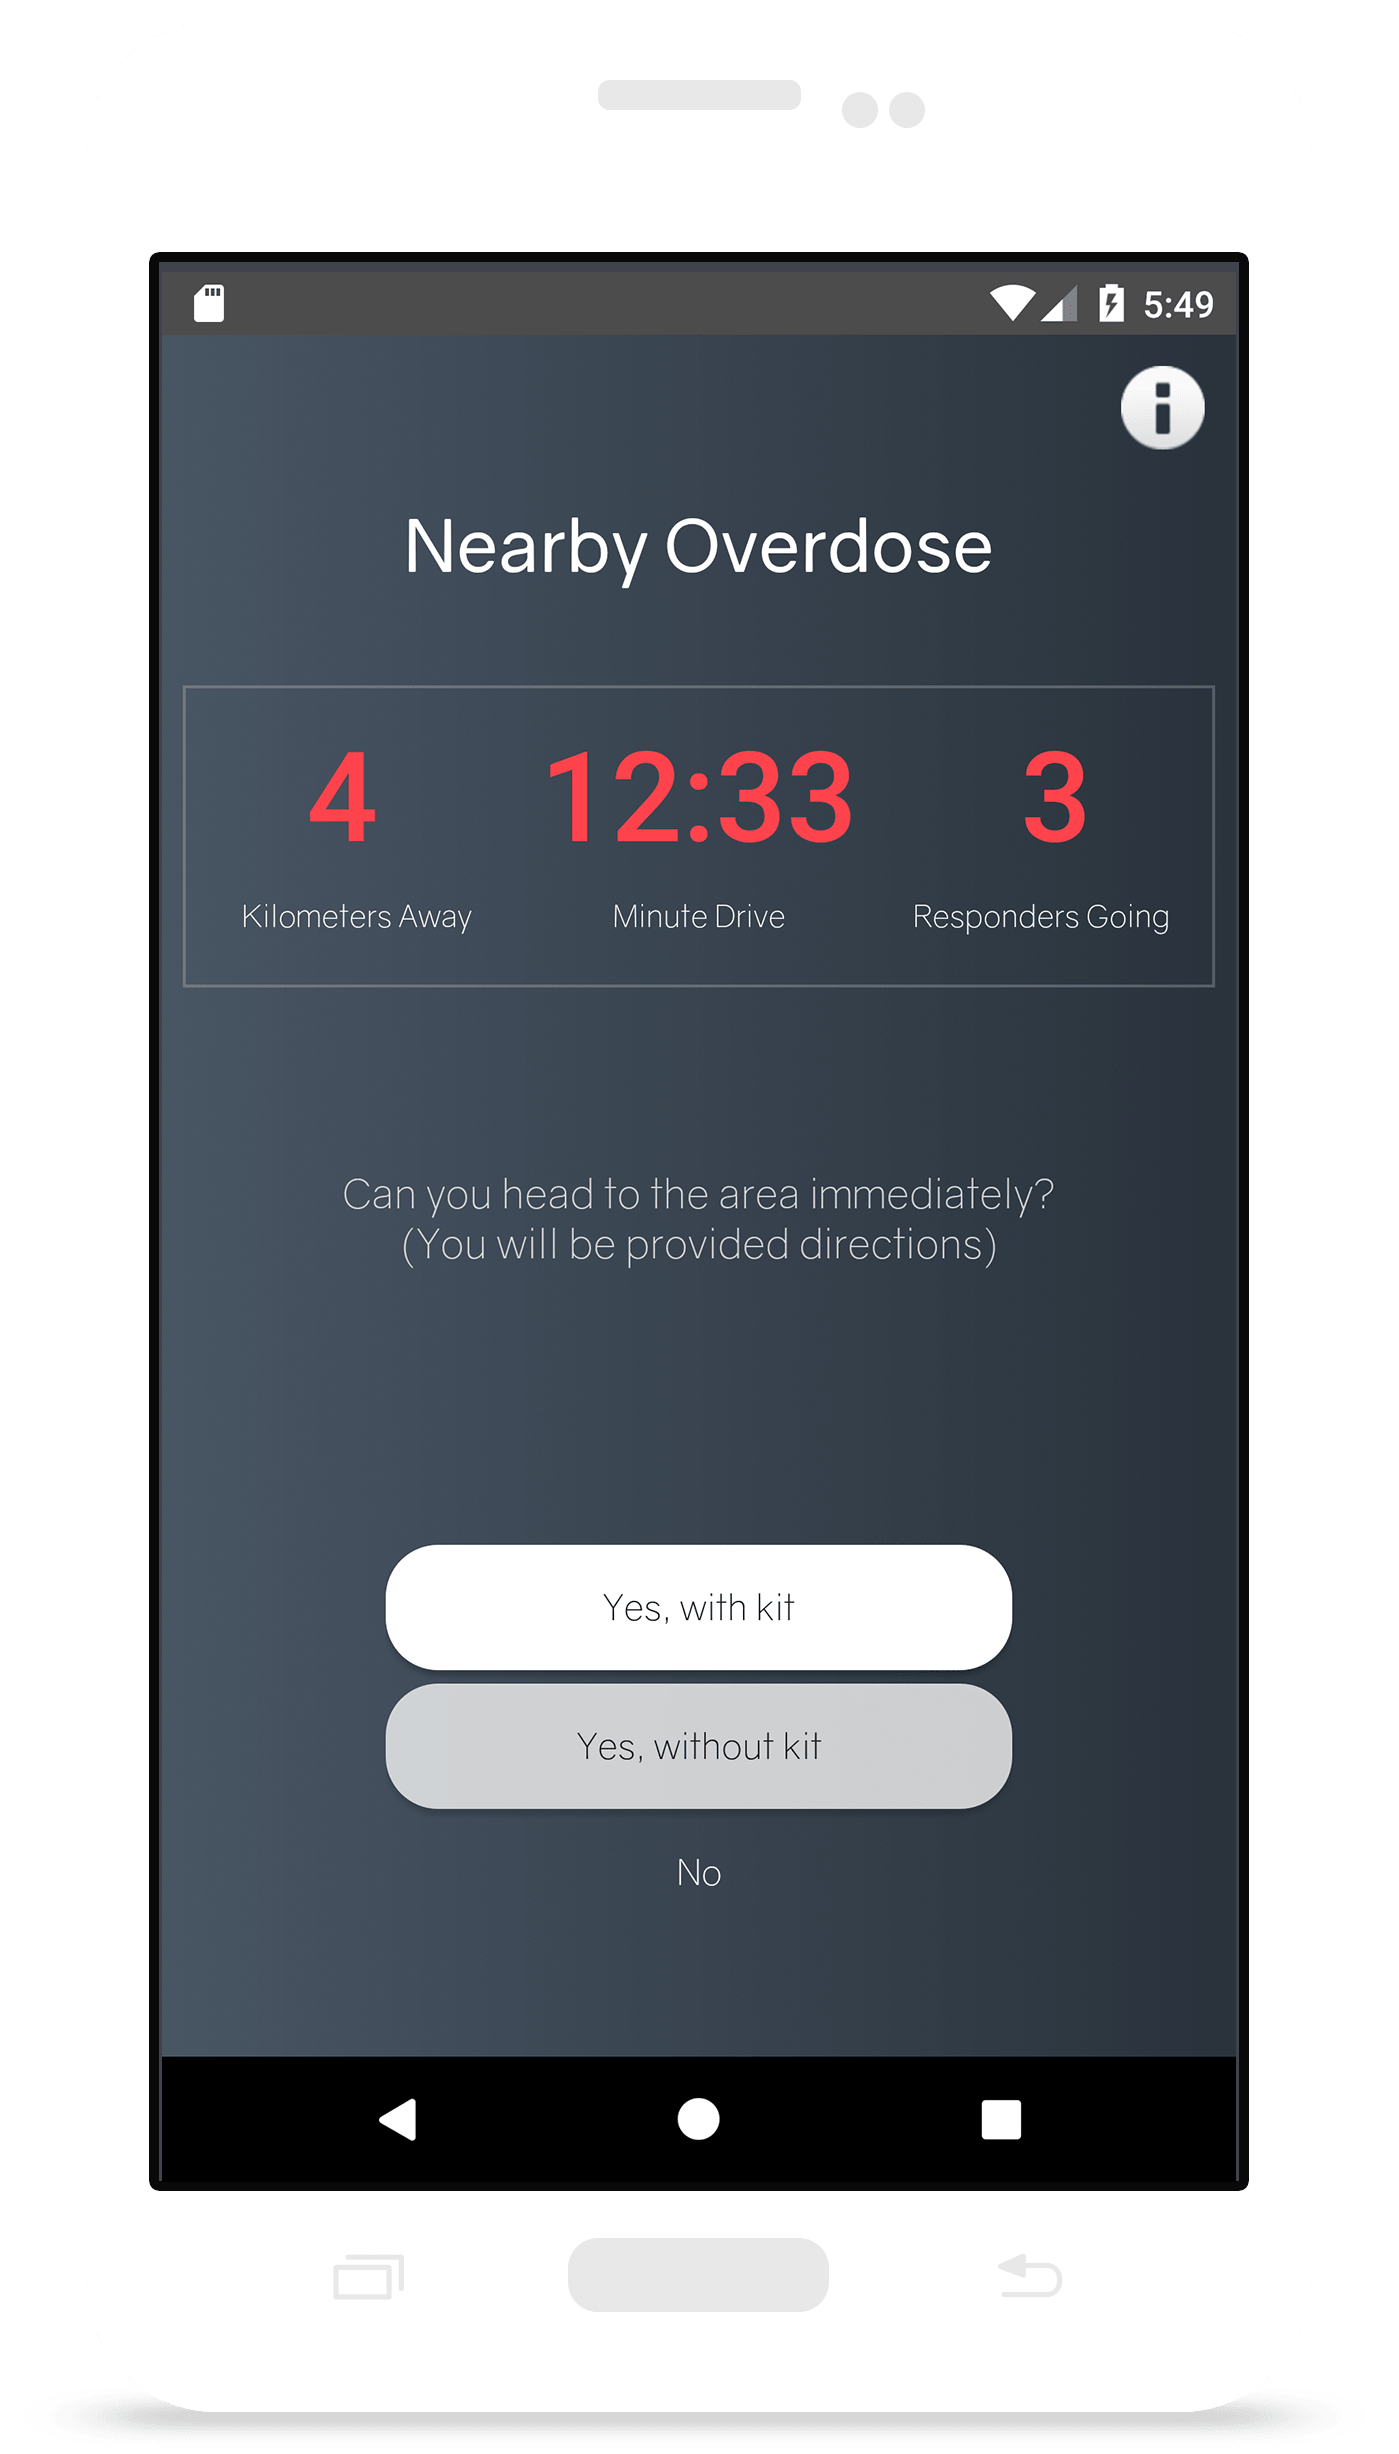 5:49
i
Nearby Overdose
4 12:33 3
Kilometers Away Minute Drive Responders Going
Can you head to the area immediately?
(You will be provided directions)
Yes, with kit
Yes, without kit
No